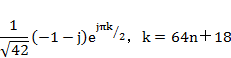 1/√42 (−1−j)e^{jπk/2}, k = 64n+18